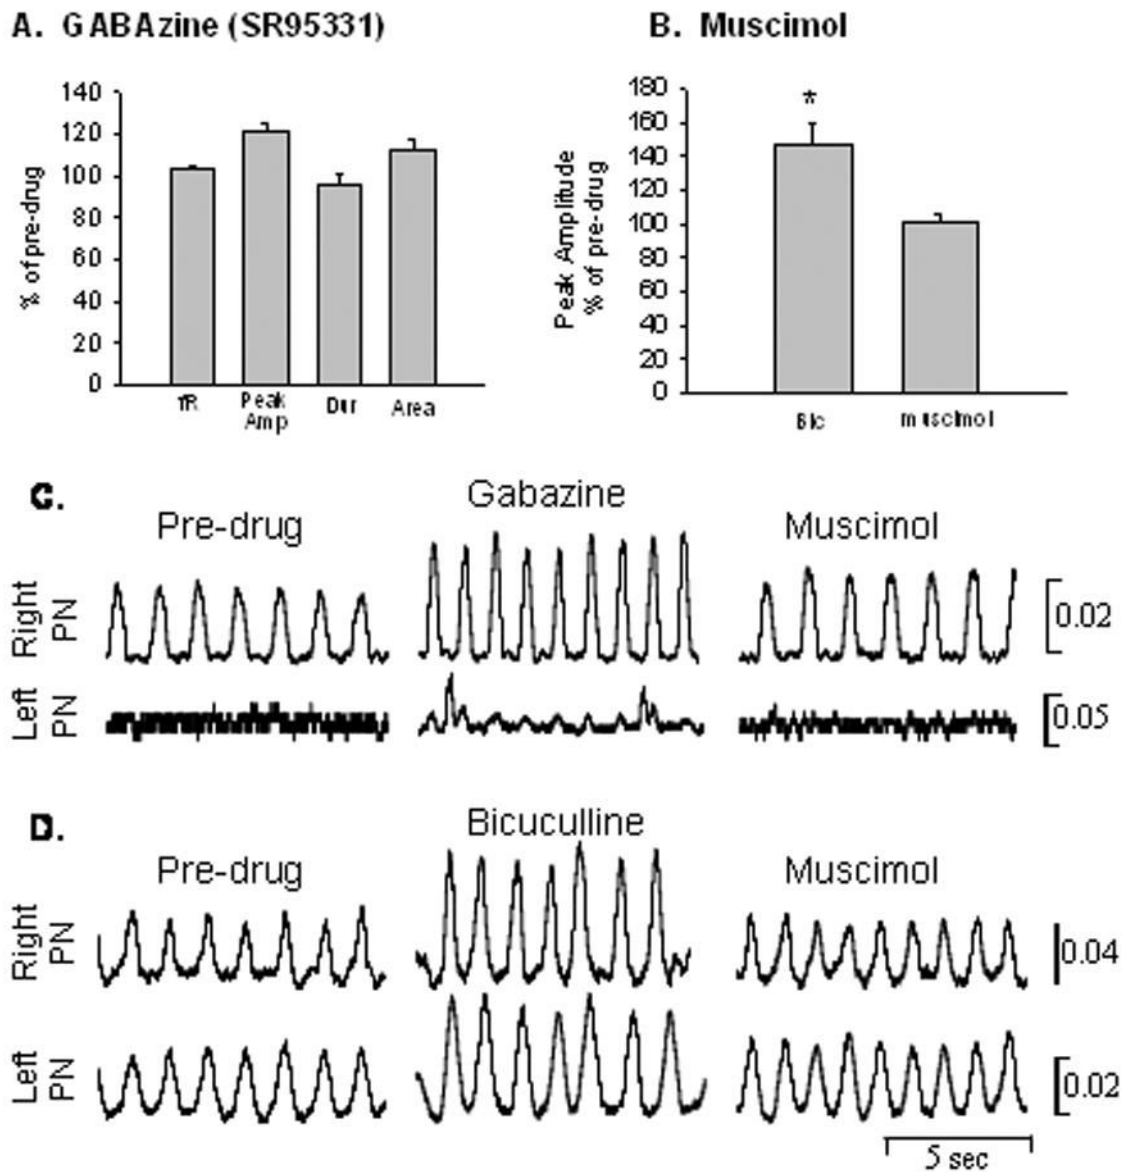 A. GABAzine (SR95331)
B. Muscimol
140
120
100
80
60
40
20
0
% of pre-drug
fR
Peak
Amp
Dur
Area
180
160
140
120
100
80
60
40
20
0
Peak Amplitude
% of pre-drug
*
Bic
muscimol
C.
Pre-drug
Gabazine
Muscimol
Right
PN
0.02
Left
PN
0.05
D.
Pre-drug
Bicuculline
Muscimol
Right
PN
0.04
Left
PN
0.02
5 sec